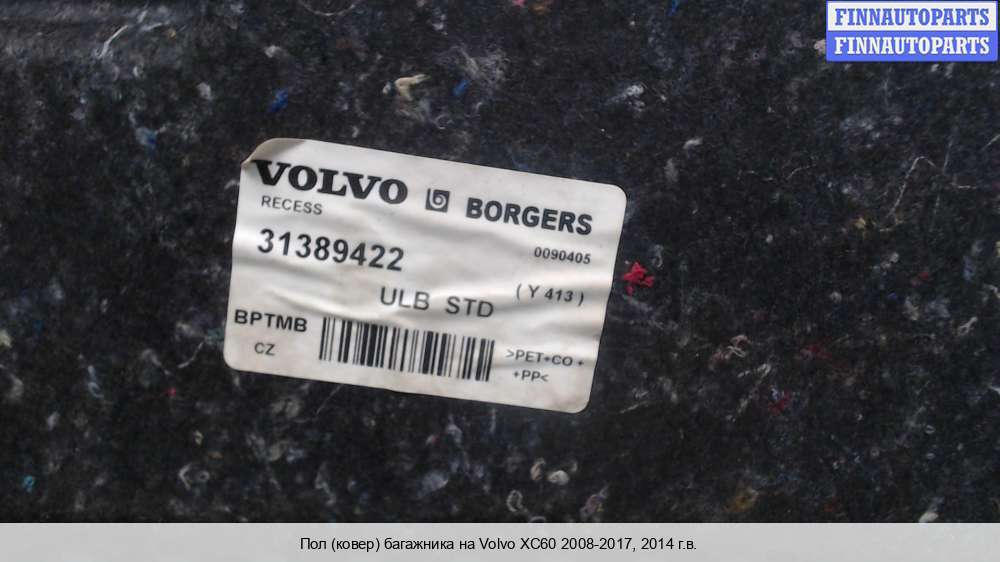 FINNAUTOPARTS
FINNAUTOPARTS
VOLVO BORGERS
RECESS
0090405
31389422
ULB STD (Y 413)
BPTMB
CZ
>PET+CO+
+PP<
Пол (ковер) багажника на Volvo XC60 2008-2017, 2014 г.в.